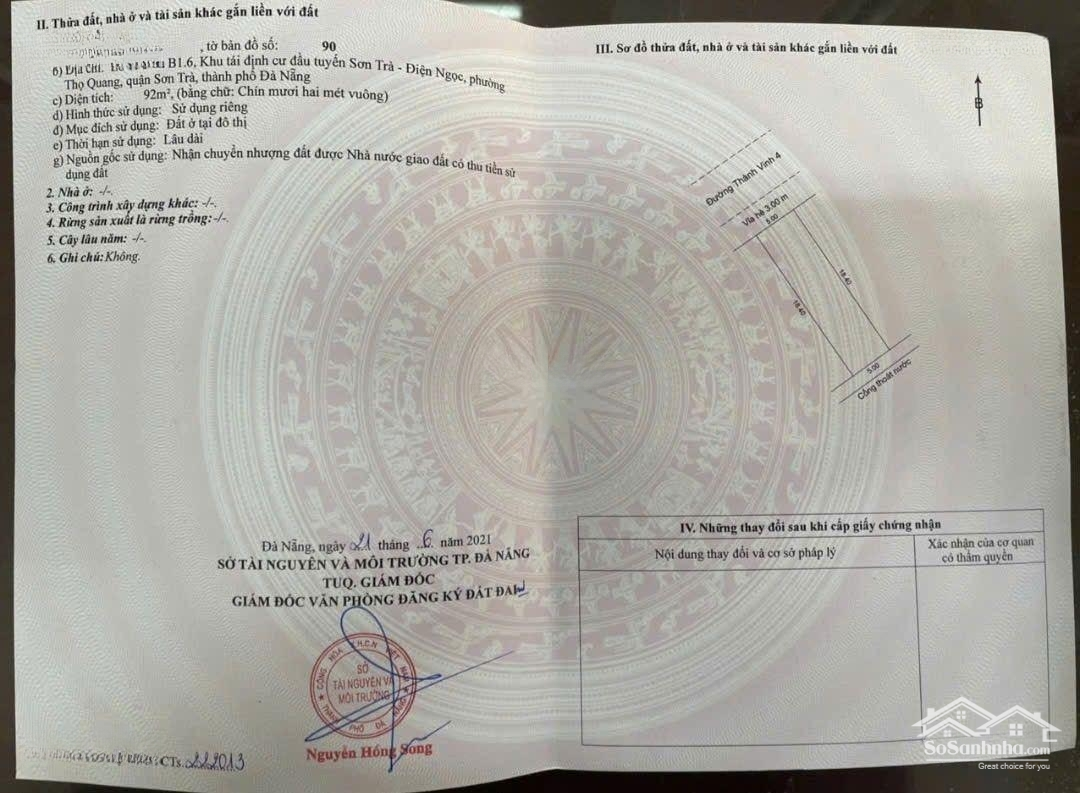 II. Thửa đất, nhà ở và tài sản khác gắn liền với đất
, tờ bản đồ số: 90
b) Địa chỉ: B1.6, Khu tái định cư đầu tuyến Sơn Trà - Điện Ngọc, phường
Thọ Quang, quận Sơn Trà, thành phố Đà Nẵng
c) Diện tích: 92m², (bằng chữ: Chín mươi hai mét vuông)
d) Hình thức sử dụng: Sử dụng riêng
đ) Mục đích sử dụng: Đất ở tại đô thị
e) Thời hạn sử dụng: Lâu dài
g) Nguồn gốc sử dụng: Nhận chuyển nhượng đất được Nhà nước giao đất có thu tiền sử
dụng đất
2. Nhà ở: -/-.
3. Công trình xây dựng khác: -/-.
4. Rừng sản xuất là rừng trồng: -/-.
5. Cây lâu năm: -/-.
6. Ghi chú: Không.
Đà Nẵng, ngày 21 tháng 6 năm 2021
SỞ TÀI NGUYÊN VÀ MÔI TRƯỜNG TP. ĐÀ NẴNG
TUQ. GIÁM ĐỐC
GIÁM ĐỐC VĂN PHÒNG ĐĂNG KÝ ĐẤT ĐAI
CỘNG HÒA X.H.C.N VIỆT NAM
SỞ
TÀI NGUYÊN VÀ
MÔI TRƯỜNG
THÀNH PHỐ ĐÀ NẴNG
Nguyễn Hồng Song
CTs.222013
III. Sơ đồ thửa đất, nhà ở và tài sản khác gắn liền với đất
B
Đường Thành Vinh 4
Vỉa hè 3.00 m
5.00
18.40
18.40
5.00
Cống thoát nước
IV. Những thay đổi sau khi cấp giấy chứng nhận
Nội dung thay đổi và cơ sở pháp lý
Xác nhận của cơ quan
có thẩm quyền
SoSanhnha.com
Great choice for you